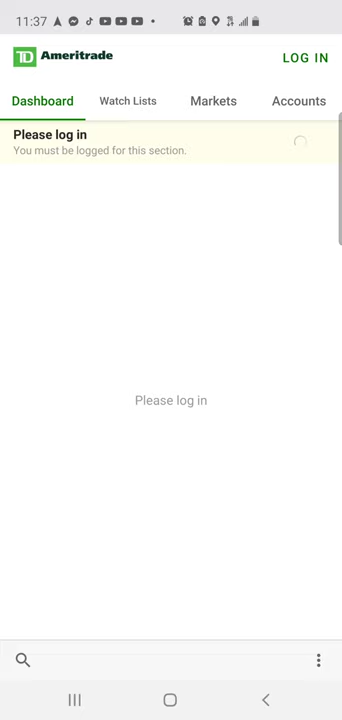 11:37
TD Ameritrade
LOG IN
Dashboard Watch Lists Markets Accounts
Please log in
You must be logged for this section.
Please log in